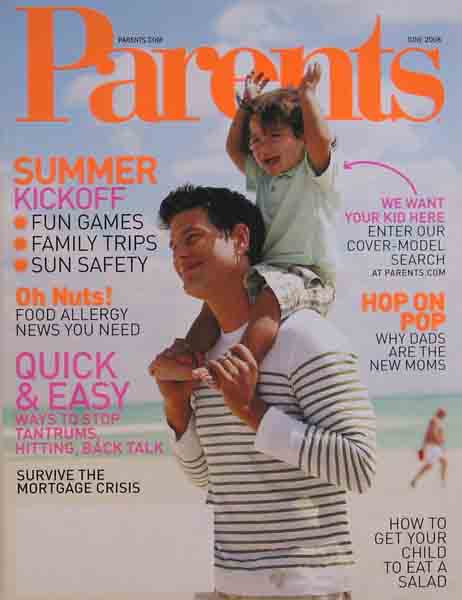 Parents
PARENTS.COM
JUNE 2008
SUMMER
KICKOFF
FUN GAMES
FAMILY TRIPS
SUN SAFETY
Oh Nuts!
FOOD ALLERGY
NEWS YOU NEED
QUICK
& EASY
WAYS TO STOP
TANTRUMS,
HITTING, BACK TALK
SURVIVE THE
MORTGAGE CRISIS
WE WANT
YOUR KID HERE
ENTER OUR
COVER-MODEL
SEARCH
AT PARENTS.COM
HOP ON
POP
WHY DADS
ARE THE
NEW MOMS
HOW TO
GET YOUR
CHILD
TO EAT A
SALAD